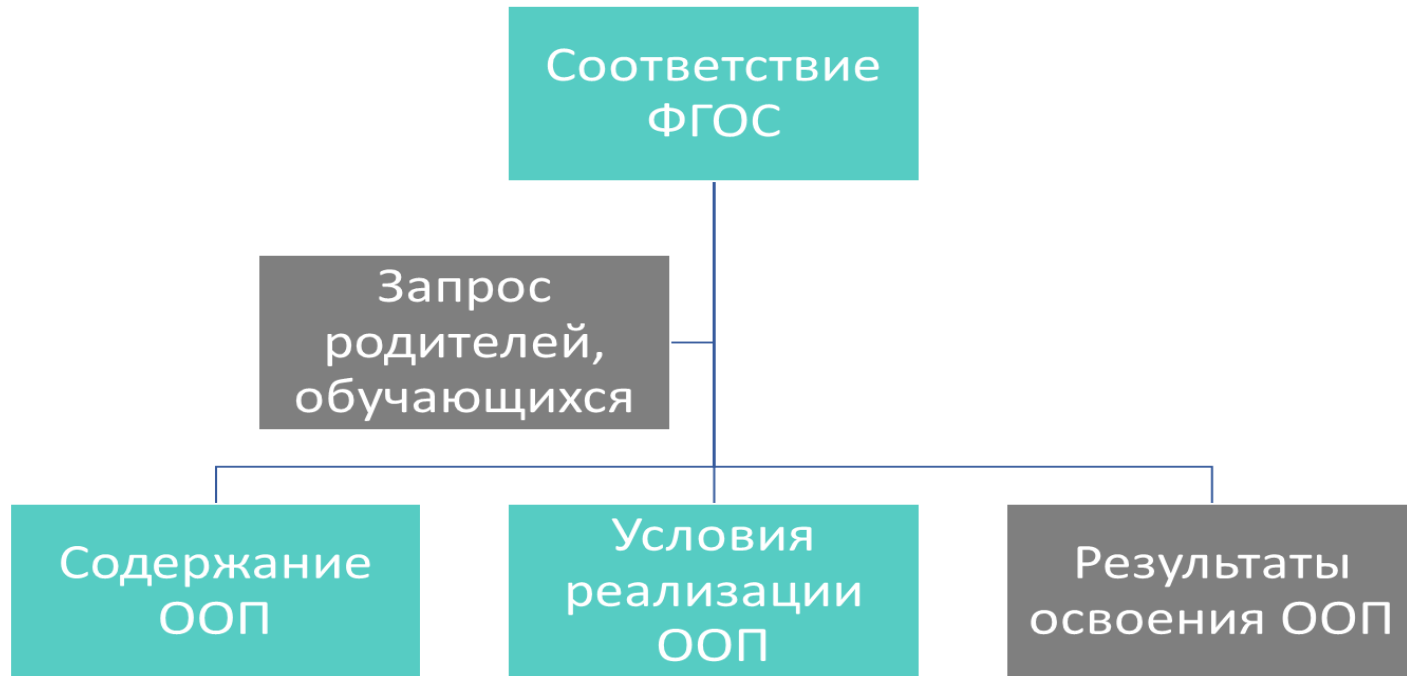 Соответствие
ФГОС
Запрос
родителей,
обучающихся
Содержание
ООП
Условия
реализации
ООП
Результаты
освоения ООП